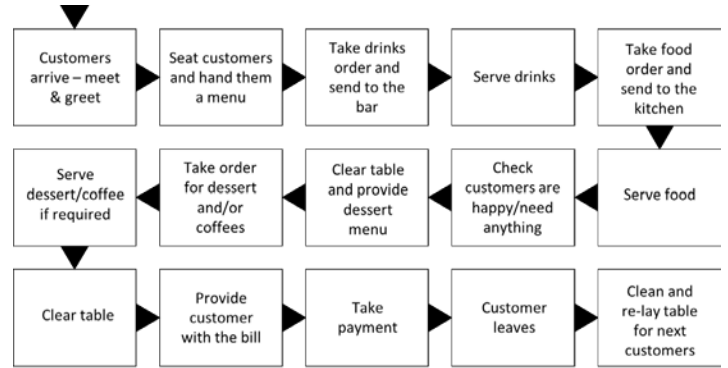 Customers
arrive – meet
& greet
Seat customers
and hand them
a menu
Take drinks
order and
send to the
bar
Serve drinks
Take food
order and
send to the
kitchen
Serve food
Check
customers are
happy/need
anything
Clear table
and provide
dessert
menu
Take order
for dessert
and/or
coffees
Serve
dessert/coffee
if required
Clear table
Provide
customer
with the bill
Take
payment
Customer
leaves
Clean and
re-lay table
for next
customers